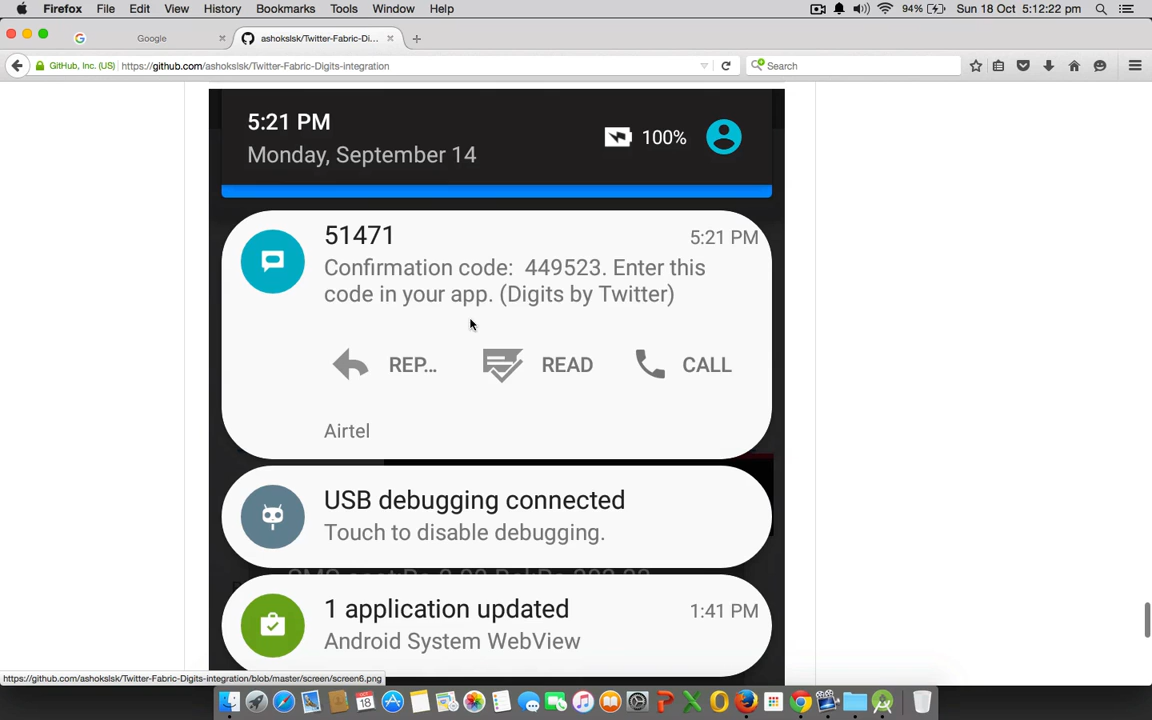 Firefox File Edit View History Bookmarks Tools Window Help 94% Sun 18 Oct 5:12:22 pm
Google ashokslsk/Twitter-Fabric-Di...
GitHub, Inc. (US) https://github.com/ashokslsk/Twitter-Fabric-Digits-integration Search
5:21 PM
100%
Monday, September 14
51471 5:21 PM
Confirmation code: 449523. Enter this
code in your app. (Digits by Twitter)
REP... READ CALL
Airtel
USB debugging connected
Touch to disable debugging.
1 application updated 1:41 PM
Android System WebView
https://github.com/ashokslsk/Twitter-Fabric-Digits-integration/blob/master/screen/screen6.png
18